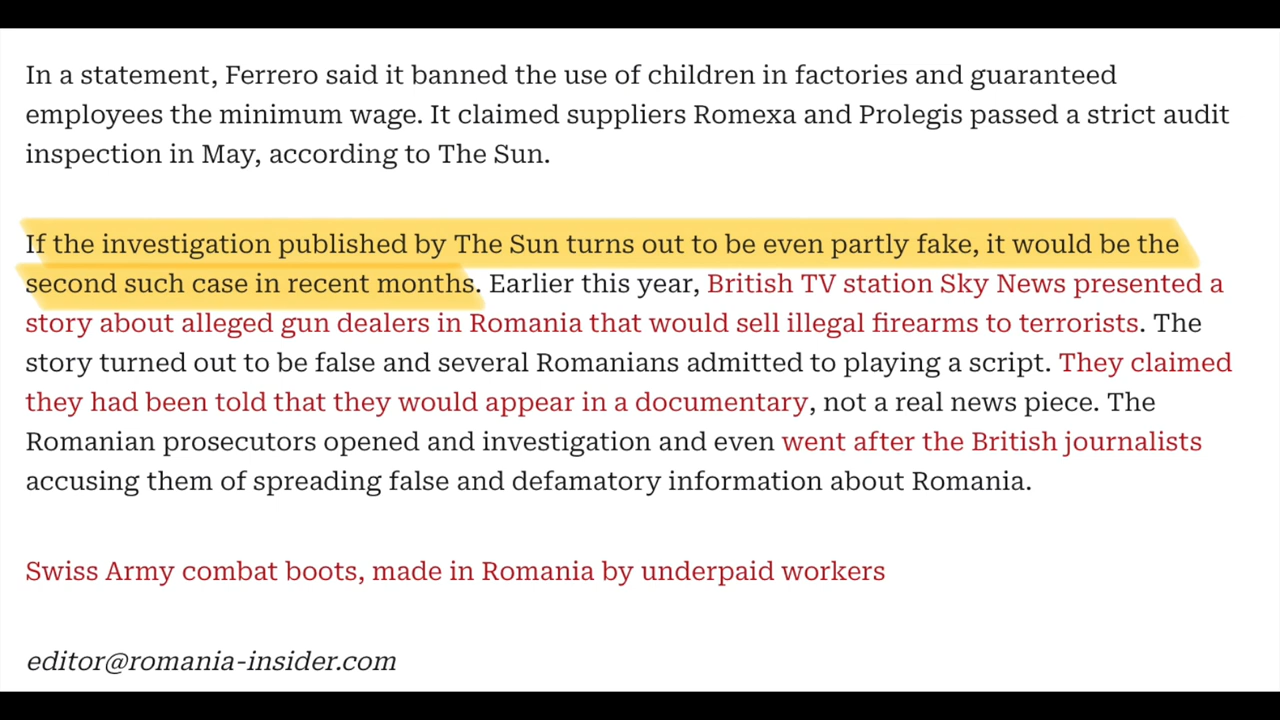 In a statement, Ferrero said it banned the use of children in factories and guaranteed
employees the minimum wage. It claimed suppliers Romexa and Prolegis passed a strict audit
inspection in May, according to The Sun.
If the investigation published by The Sun turns out to be even partly fake, it would be the
second such case in recent months. Earlier this year, British TV station Sky News presented a
story about alleged gun dealers in Romania that would sell illegal firearms to terrorists. The
story turned out to be false and several Romanians admitted to playing a script. They claimed
they had been told that they would appear in a documentary, not a real news piece. The
Romanian prosecutors opened and investigation and even went after the British journalists
accusing them of spreading false and defamatory information about Romania.
Swiss Army combat boots, made in Romania by underpaid workers
editor@romania-insider.com